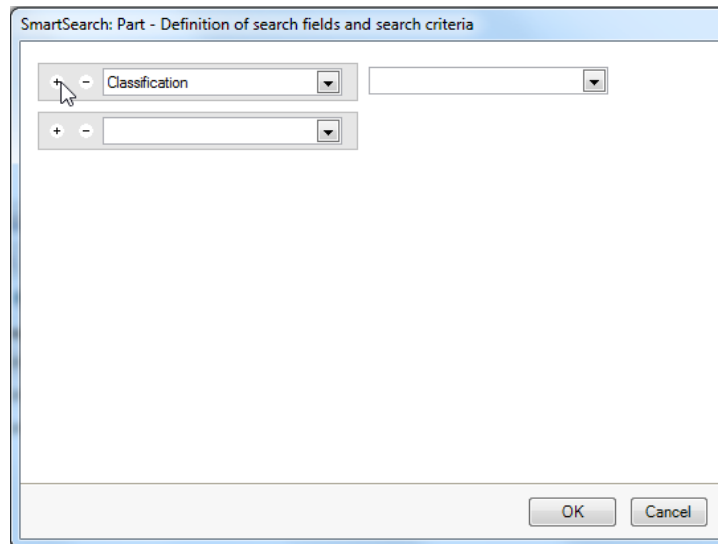 SmartSearch: Part - Definition of search fields and search criteria
+ - Classification
+ -
OK Cancel